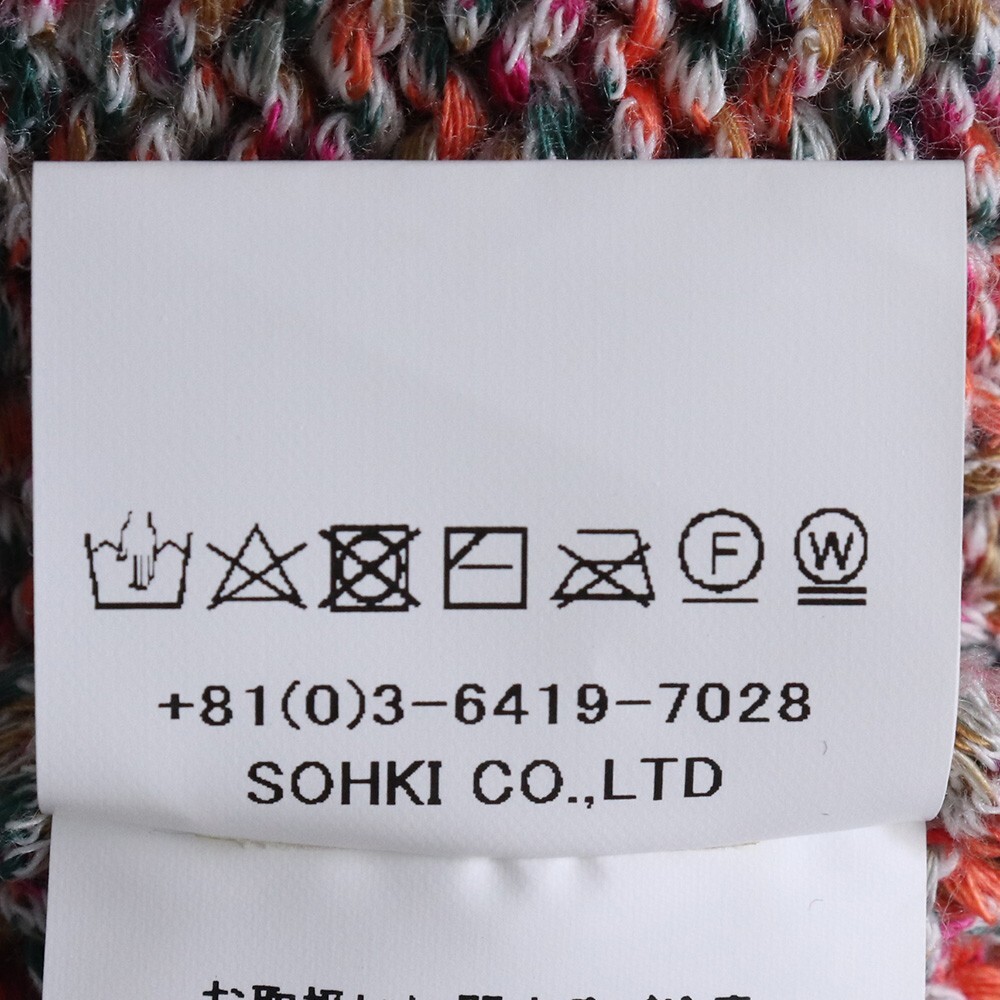 F W
+81(0)3-6419-7028
SOHKI CO.,LTD